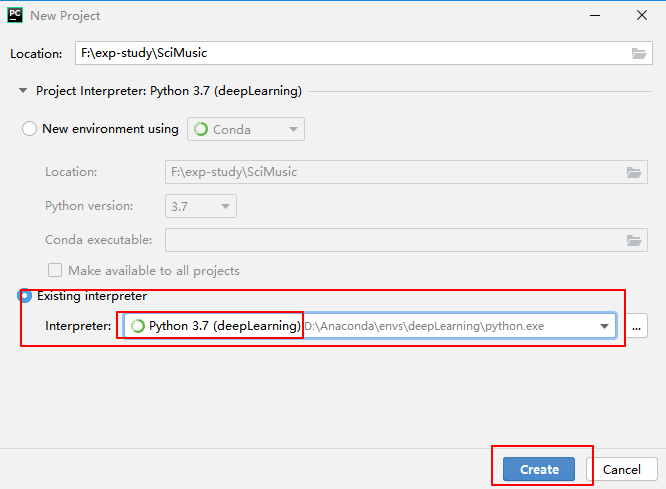 PC New Project
Location: F:\exp-study\SciMusic
Project Interpreter: Python 3.7 (deepLearning)
New environment using Conda
Location: F:\exp-study\SciMusic
Python version: 3.7
Conda executable:
Make available to all projects
Existing interpreter
Interpreter: Python 3.7 (deepLearning) D:\Anaconda\envs\deepLearning\python.exe ...
Create Cancel